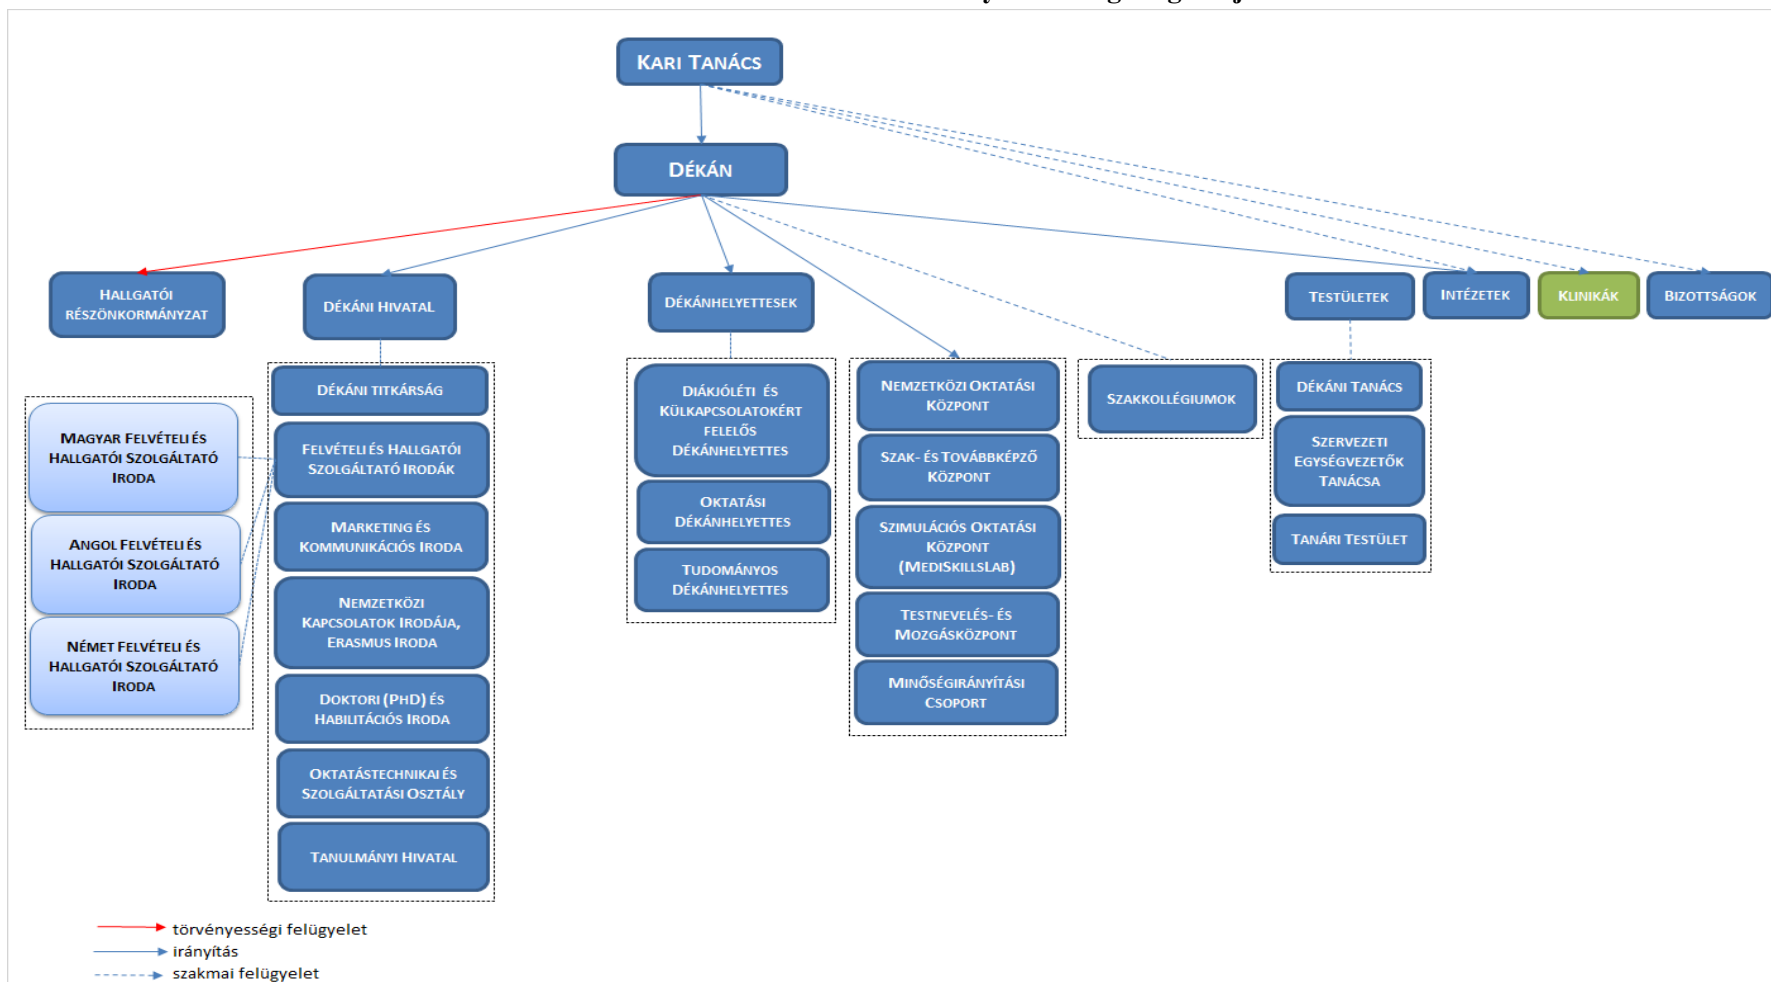 KARI TANÁCS
DÉKÁN
HALLGATÓI
RÉSZÖNKORMÁNYZAT
DÉKÁNI HIVATAL
DÉKÁNHELYETTESEK
TESTÜLETEK
INTÉZETEK
KLINIKÁK
BIZOTTSÁGOK
MAGYAR FELVÉTELI ÉS
HALLGATÓI SZOLGÁLTATÓ
IRODA
ANGOL FELVÉTELI ÉS
HALLGATÓI SZOLGÁLTATÓ
IRODA
NÉMET FELVÉTELI ÉS
HALLGATÓI SZOLGÁLTATÓ
IRODA
DÉKÁNI TITKÁRSÁG
FELVÉTELI ÉS HALLGATÓI
SZOLGÁLTATÓ IRODÁK
MARKETING ÉS
KOMMUNIKÁCIÓS IRODA
NEMZETKÖZI
KAPCSOLATOK IRODÁJA,
ERASMUS IRODA
DOKTORI (PHD) ÉS
HABILITÁCIÓS IRODA
OKTATÁSTECHNIKAI ÉS
SZOLGÁLTATÁSI OSZTÁLY
TANULMÁNYI HIVATAL
DIÁKJÓLÉTI ÉS
KÜLKAPCSOLATOKÉRT
FELELŐS
DÉKÁNHELYETTES
OKTATÁSI
DÉKÁNHELYETTES
TUDOMÁNYOS
DÉKÁNHELYETTES
NEMZETKÖZI OKTATÁSI
KÖZPONT
SZAK- ÉS TOVÁBBKÉPZŐ
KÖZPONT
SZIMULÁCIÓS OKTATÁSI
KÖZPONT
(MEDISKILLSLAB)
TESTNEVELÉS- ÉS
MOZGÁSKÖZPONT
MINŐSÉGIRÁNYÍTÁSI
CSOPORT
SZAKKOLLÉGIUMOK
DÉKÁNI TANÁCS
SZERVEZETI
EGYSÉGVEZETŐK
TANÁCSA
TANÁRI TESTÜLET
törvényességi felügyelet
irányítás
szakmai felügyelet